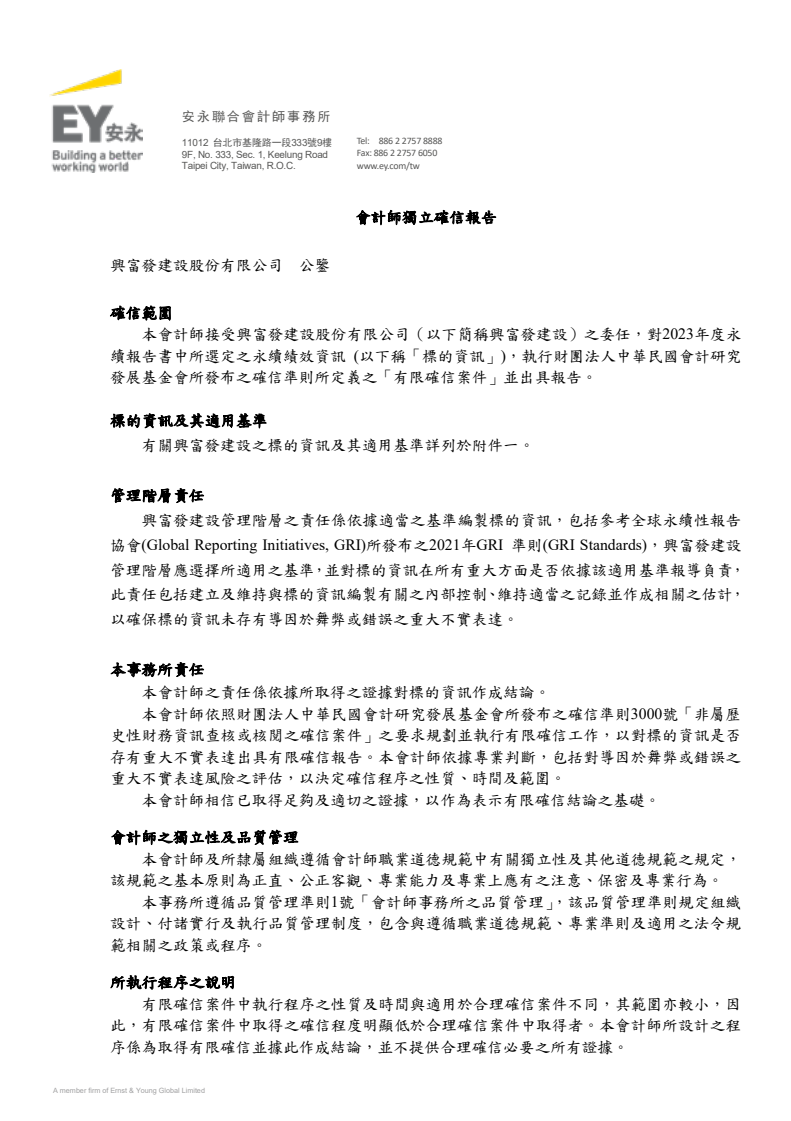 EY安永
Building a better
working world
安永聯合會計師事務所
11012 台北市基隆路一段333號9樓
9F, No. 333, Sec. 1, Keelung Road
Taipei City, Taiwan, R.O.C.
Tel: 886 2 2757 8888
Fax: 886 2 2757 6050
www.ey.com/tw
會計師獨立確信報告
興富發建設股份有限公司 公鑒
確信範圍
本會計師接受興富發建設股份有限公司（以下簡稱興富發建設）之委任，對2023年度永
續報告書中所選定之永續績效資訊 (以下稱「標的資訊」)，執行財團法人中華民國會計研究
發展基金會所發布之確信準則所定義之「有限確信案件」並出具報告。
標的資訊及其適用基準
有關興富發建設之標的資訊及其適用基準詳列於附件一。
管理階層責任
興富發建設管理階層之責任係依據適當之基準編製標的資訊，包括參考全球永續性報告
協會(Global Reporting Initiatives, GRI)所發布之2021年GRI 準則(GRI Standards)，興富發建設
管理階層應選擇所適用之基準，並對標的資訊在所有重大方面是否依據該適用基準報導負責，
此責任包括建立及維持與標的資訊編製有關之內部控制、維持適當之記錄並作成相關之估計，
以確保標的資訊未存有導因於舞弊或錯誤之重大不實表達。
本事務所責任
本會計師之責任係依據所取得之證據對標的資訊作成結論。
本會計師依照財團法人中華民國會計研究發展基金會所發布之確信準則3000號「非屬歷
史性財務資訊查核或核閱之確信案件」之要求規劃並執行有限確信工作，以對標的資訊是否
存有重大不實表達出具有限確信報告。本會計師依據專業判斷，包括對導因於舞弊或錯誤之
重大不實表達風險之評估，以決定確信程序之性質、時間及範圍。
本會計師相信已取得足夠及適切之證據，以作為表示有限確信結論之基礎。
會計師之獨立性及品質管理
本會計師及所隸屬組織遵循會計師職業道德規範中有關獨立性及其他道德規範之規定，
該規範之基本原則為正直、公正客觀、專業能力及專業上應有之注意、保密及專業行為。
本事務所遵循品質管理準則1號「會計師事務所之品質管理」，該品質管理準則規定組織
設計、付諸實行及執行品質管理制度，包含與遵循職業道德規範、專業準則及適用之法令規
範相關之政策或程序。
所執行程序之說明
有限確信案件中執行程序之性質及時間與適用於合理確信案件不同，其範圍亦較小，因
此，有限確信案件中取得之確信程度明顯低於合理確信案件中取得者。本會計師所設計之程
序係為取得有限確信並據此作成結論，並不提供合理確信必要之所有證據。
A member firm of Ernst & Young Global Limited